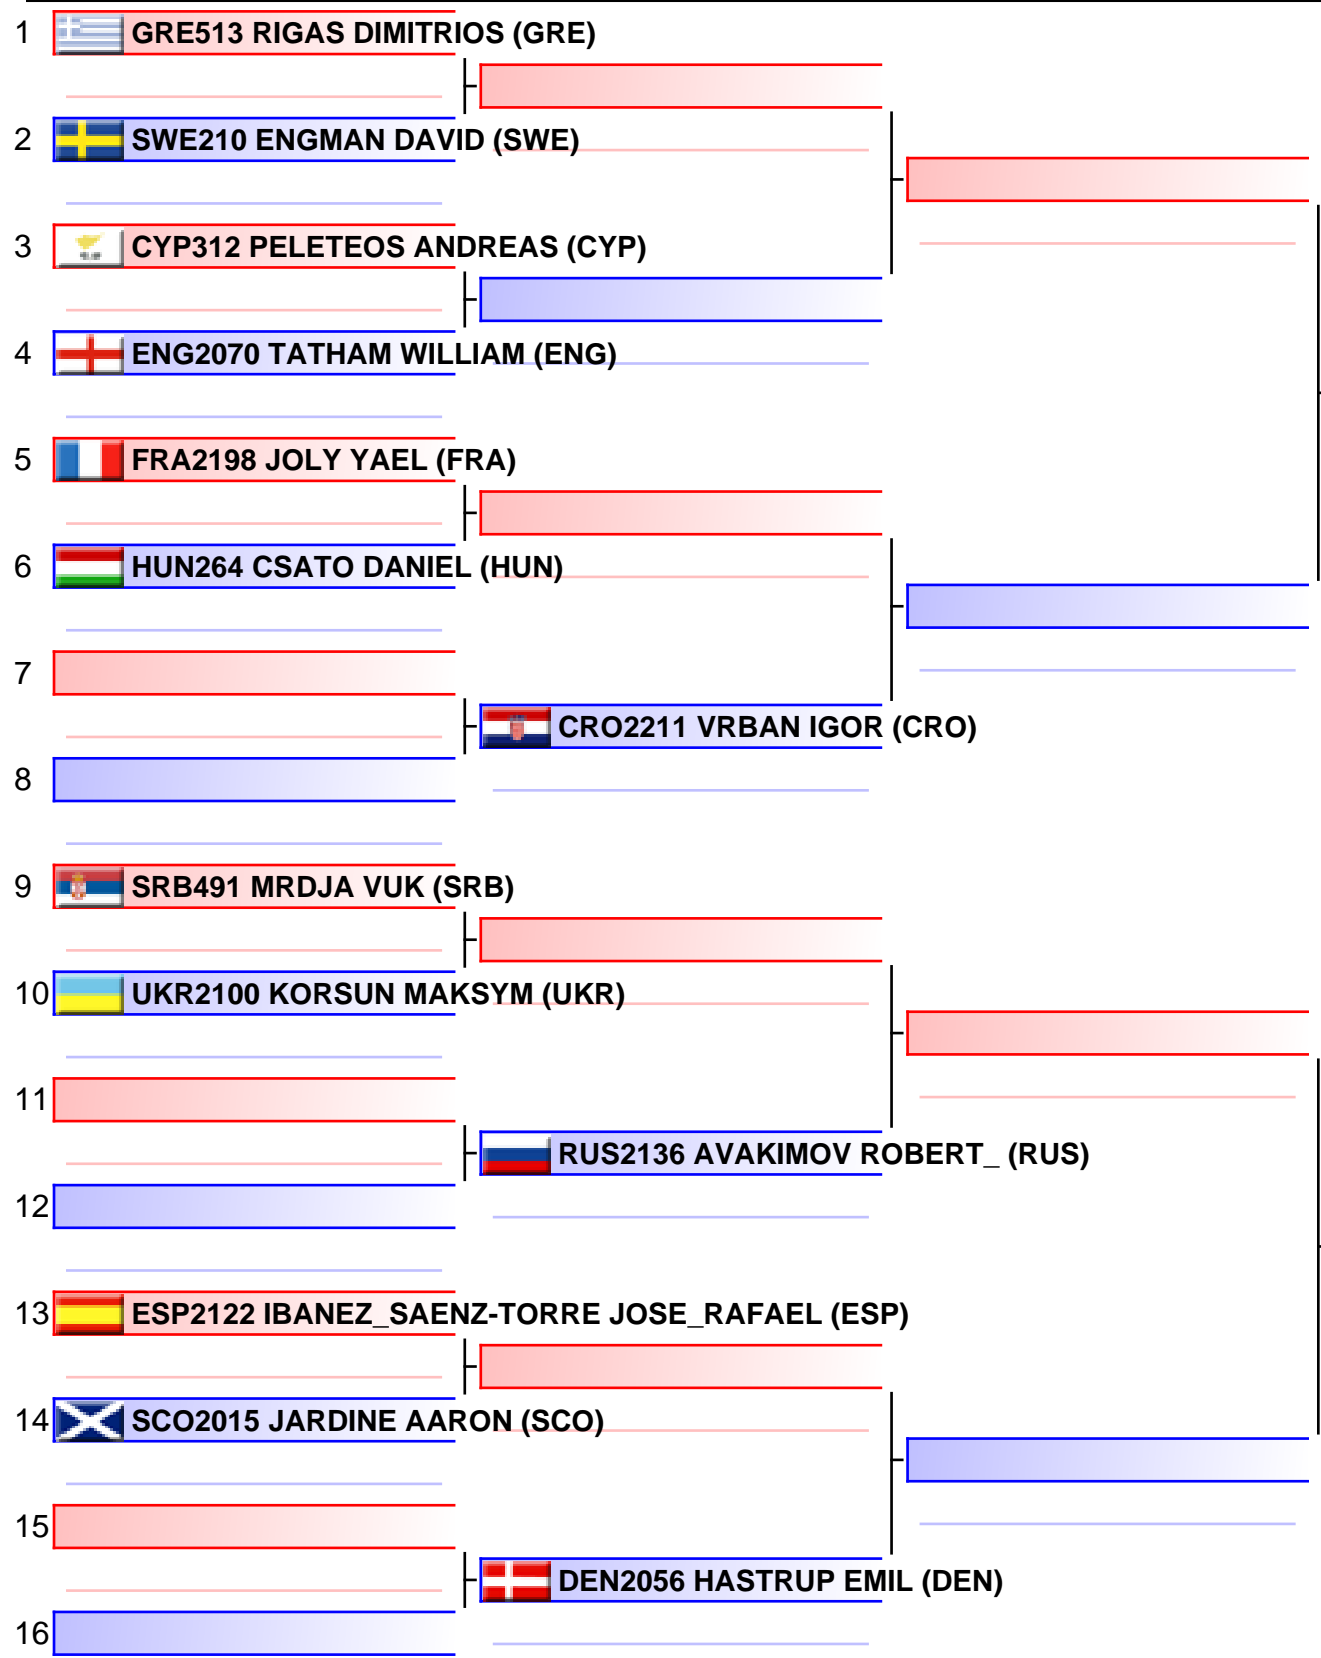 1 GRE513 RIGAS DIMITRIOS (GRE)
2 SWE210 ENGMAN DAVID (SWE)
3 CYP312 PELETEOS ANDREAS (CYP)
4 ENG2070 TATHAM WILLIAM (ENG)
5 FRA2198 JOLY YAEL (FRA)
6 HUN264 CSATO DANIEL (HUN)
7
CRO2211 VRBAN IGOR (CRO)
8
9 SRB491 MRDJA VUK (SRB)
10 UKR2100 KORSUN MAKSYM (UKR)
11
RUS2136 AVAKIMOV ROBERT_ (RUS)
12
13 ESP2122 IBANEZ_SAENZ-TORRE JOSE_RAFAEL (ESP)
14 SCO2015 JARDINE AARON (SCO)
15
DEN2056 HASTRUP EMIL (DEN)
16